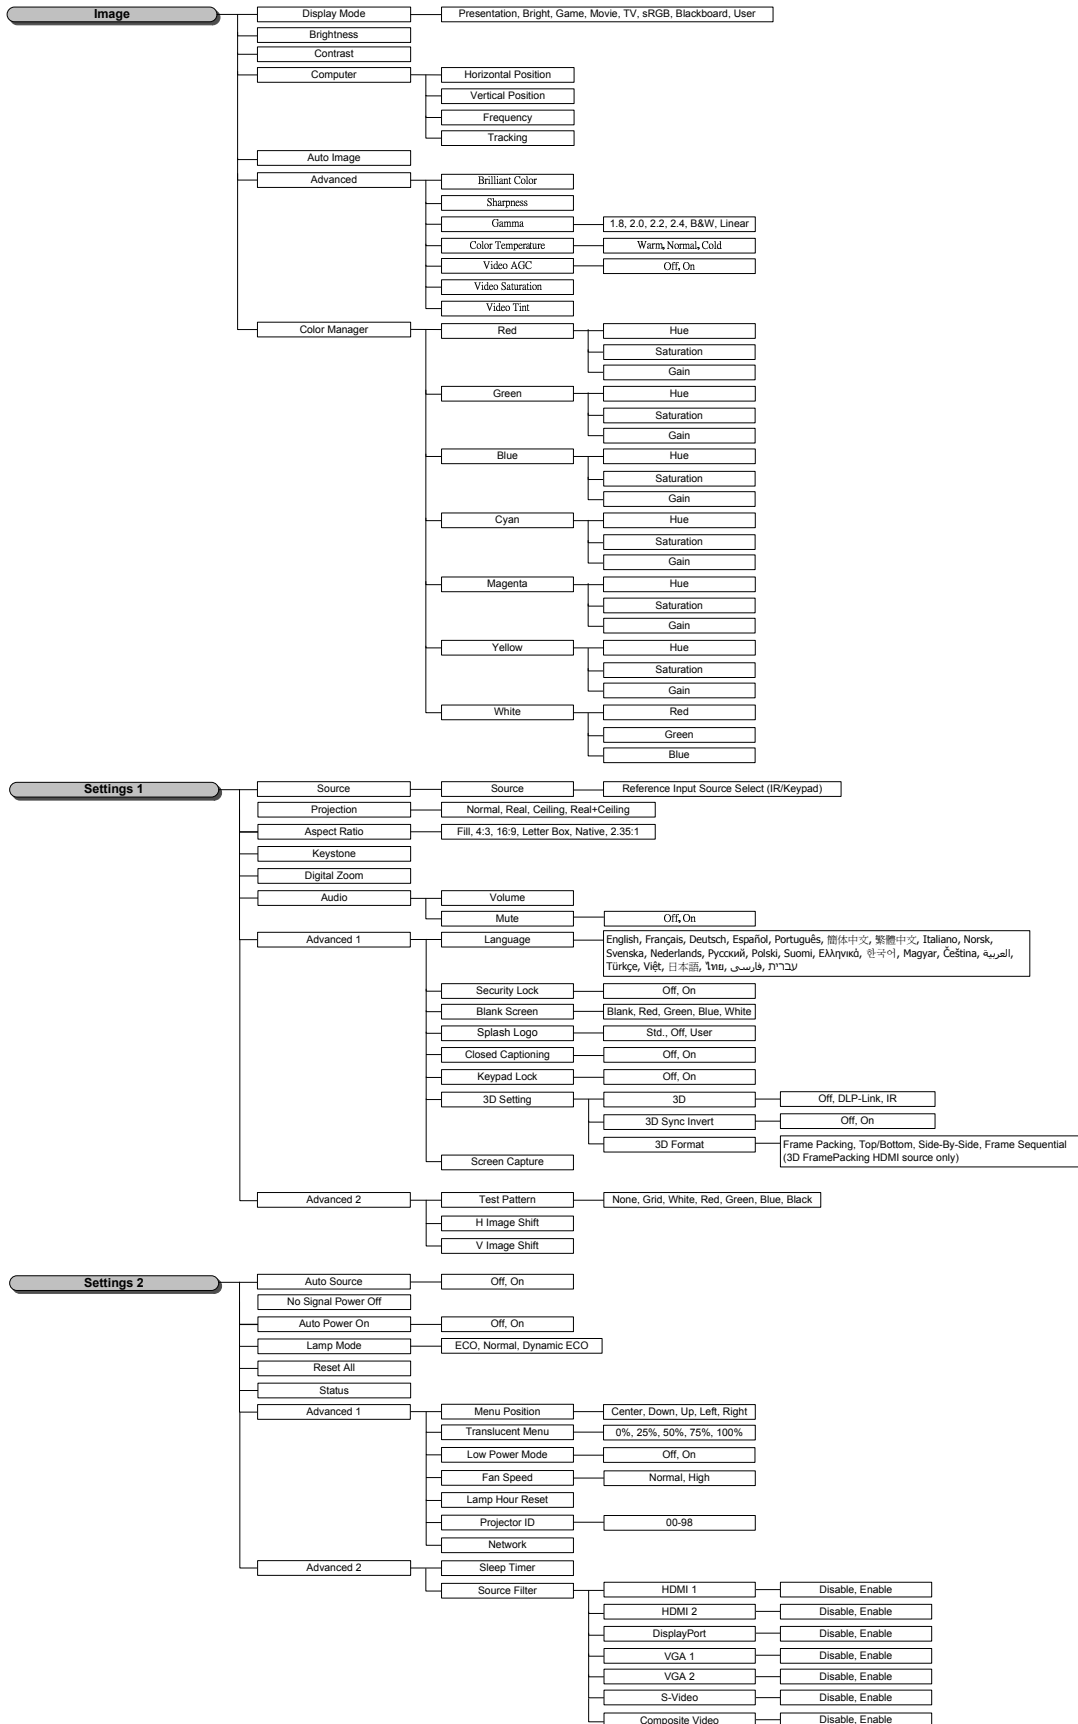 Image
Display Mode
Presentation, Bright, Game, Movie, TV, sRGB, Blackboard, User
Brightness
Contrast
Computer
Horizontal Position
Vertical Position
Frequency
Tracking
Auto Image
Advanced
Brilliant Color
Sharpness
Gamma
1.8, 2.0, 2.2, 2.4, B&W, Linear
Color Temperature
Warm, Normal, Cold
Video AGC
Off, On
Video Saturation
Video Tint
Color Manager
Red
Hue
Saturation
Gain
Green
Hue
Saturation
Gain
Blue
Hue
Saturation
Gain
Cyan
Hue
Saturation
Gain
Magenta
Hue
Saturation
Gain
Yellow
Hue
Saturation
Gain
White
Red
Green
Blue
Settings 1
Source
Source
Reference Input Source Select (IR/Keypad)
Projection
Normal, Real, Ceiling, Real+Ceiling
Aspect Ratio
Fill, 4:3, 16:9, Letter Box, Native, 2.35:1
Keystone
Digital Zoom
Audio
Volume
Mute
Off, On
Advanced 1
Language
English, Français, Deutsch, Español, Português, 簡体中文, 繁體中文, Italiano, Norsk,
Svenska, Nederlands, Русский, Polski, Suomi, Ελληνικά, 한국어, Magyar, Čeština, العربية,
Türkçe, Việt, 日本語, ไทย, فارسی, עברית
Security Lock
Off, On
Blank Screen
Blank, Red, Green, Blue, White
Splash Logo
Std., Off, User
Closed Captioning
Off, On
Keypad Lock
Off, On
3D Setting
3D
Off, DLP-Link, IR
3D Sync Invert
Off, On
3D Format
Frame Packing, Top/Bottom, Side-By-Side, Frame Sequential
(3D FramePacking HDMI source only)
Screen Capture
Advanced 2
Test Pattern
None, Grid, White, Red, Green, Blue, Black
H Image Shift
V Image Shift
Settings 2
Auto Source
Off, On
No Signal Power Off
Auto Power On
Off, On
Lamp Mode
ECO, Normal, Dynamic ECO
Reset All
Status
Advanced 1
Menu Position
Center, Down, Up, Left, Right
Translucent Menu
0%, 25%, 50%, 75%, 100%
Low Power Mode
Off, On
Fan Speed
Normal, High
Lamp Hour Reset
Projector ID
00-98
Network
Advanced 2
Sleep Timer
Source Filter
HDMI 1
Disable, Enable
HDMI 2
Disable, Enable
DisplayPort
Disable, Enable
VGA 1
Disable, Enable
VGA 2
Disable, Enable
S-Video
Disable, Enable
Composite Video
Disable, Enable